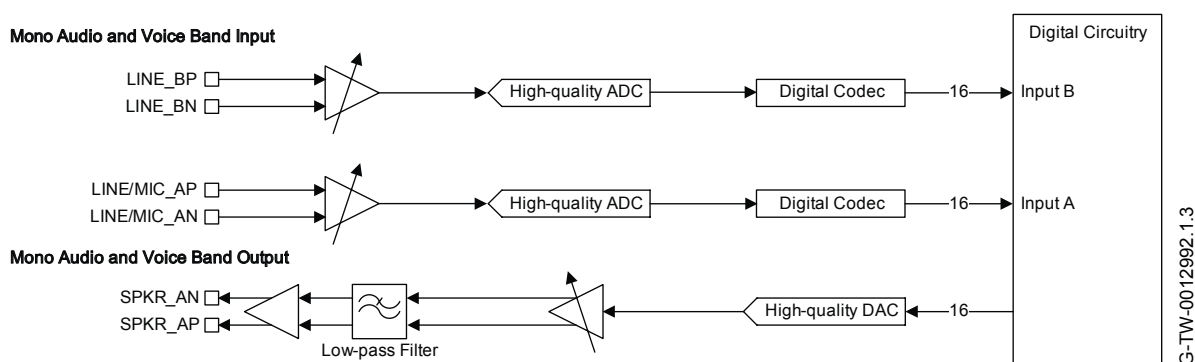 Mono Audio and Voice Band Input
Digital Circuitry
LINE_BP
LINE_BN
High-quality ADC
Digital Codec
16
Input B
LINE/MIC_AP
LINE/MIC_AN
High-quality ADC
Digital Codec
16
Input A
Mono Audio and Voice Band Output
SPKR_AN
SPKR_AP
Low-pass Filter
High-quality DAC
16
G-TW-0012992.1.3